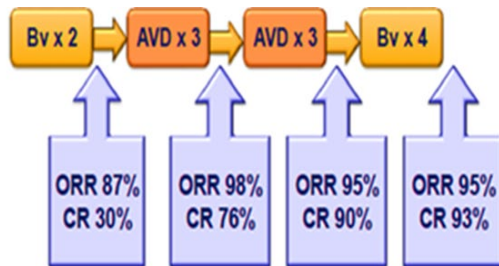 Bv x 2 AVD x 3 AVD x 3 Bv x 4
ORR 87% ORR 98% ORR 95% ORR 95%
CR 30% CR 76% CR 90% CR 93%